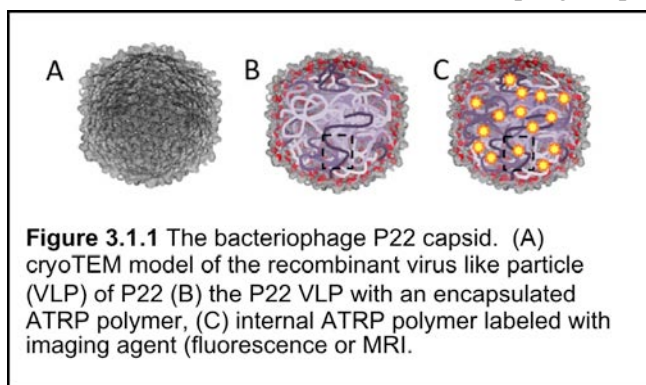 A B C
Figure 3.1.1 The bacteriophage P22 capsid. (A)
cryoTEM model of the recombinant virus like particle
(VLP) of P22 (B) the P22 VLP with an encapsulated
ATRP polymer, (C) internal ATRP polymer labeled with
imaging agent (fluorescence or MRI.